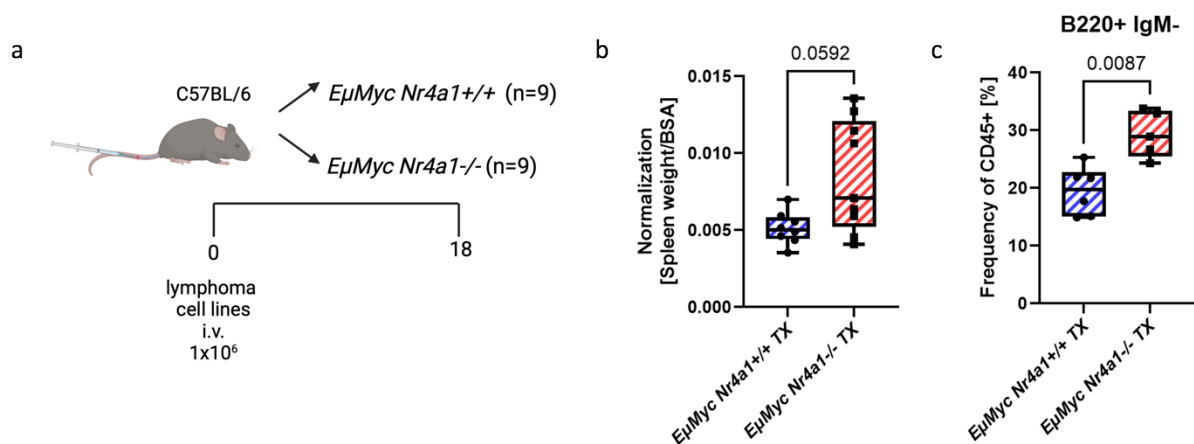 a
C57BL/6
EμMyc Nr4a1+/+ (n=9)
EμMyc Nr4a1-/- (n=9)
0
18
lymphoma
cell lines
i.v.
1x10⁶
b
0.0592
0.015
0.010
0.005
0.000
Normalization
[Spleen weight/BSA]
EμMyc Nr4a1+/+ TX
EμMyc Nr4a1-/- TX
c
B220+ IgM-
0.0087
40
30
20
10
0
Frequency of CD45+ [%]
EμMyc Nr4a1+/+ TX
EμMyc Nr4a1-/- TX